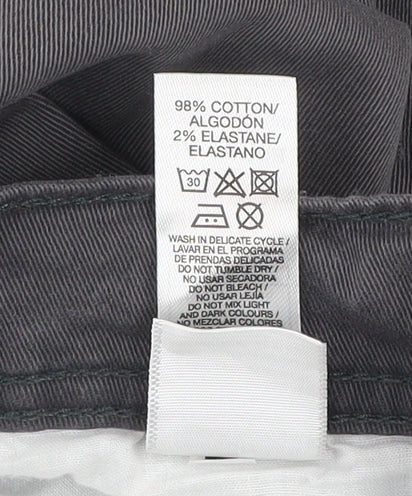 98% COTTON/
ALGODÓN
2% ELASTANE/
ELASTANO
30
WASH IN DELICATE CYCLE /
LAVAR EN EL PROGRAMA
DE PRENDAS DELICADAS
DO NOT TUMBLE DRY /
NO USAR SECADORA
DO NOT BLEACH /
NO USAR LEJÍA
DO NOT MIX LIGHT
AND DARK COLOURS /
NO MEZCLAR COLORES